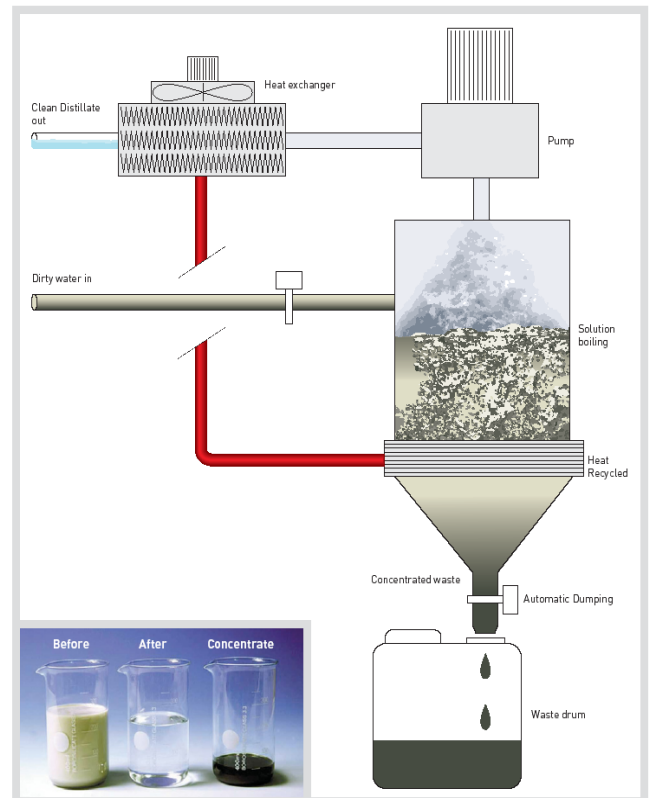 Heat exchanger
Clean Distillate
out
Pump
Dirty water in
Solution
boiling
Heat
Recycled
Concentrated waste
Automatic Dumping
Before
After
Concentrate
Waste drum